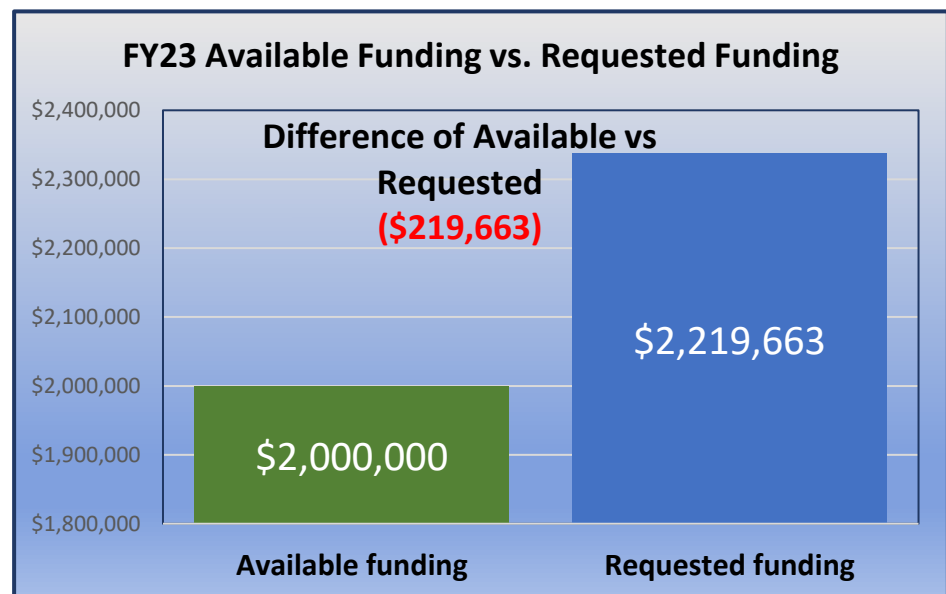 FY23 Available Funding vs. Requested Funding
$2,400,000
$2,300,000
$2,200,000
$2,100,000
$2,000,000
$1,900,000
$1,800,000
Difference of Available vs
Requested
($219,663)
$2,000,000
$2,219,663
Available funding
Requested funding